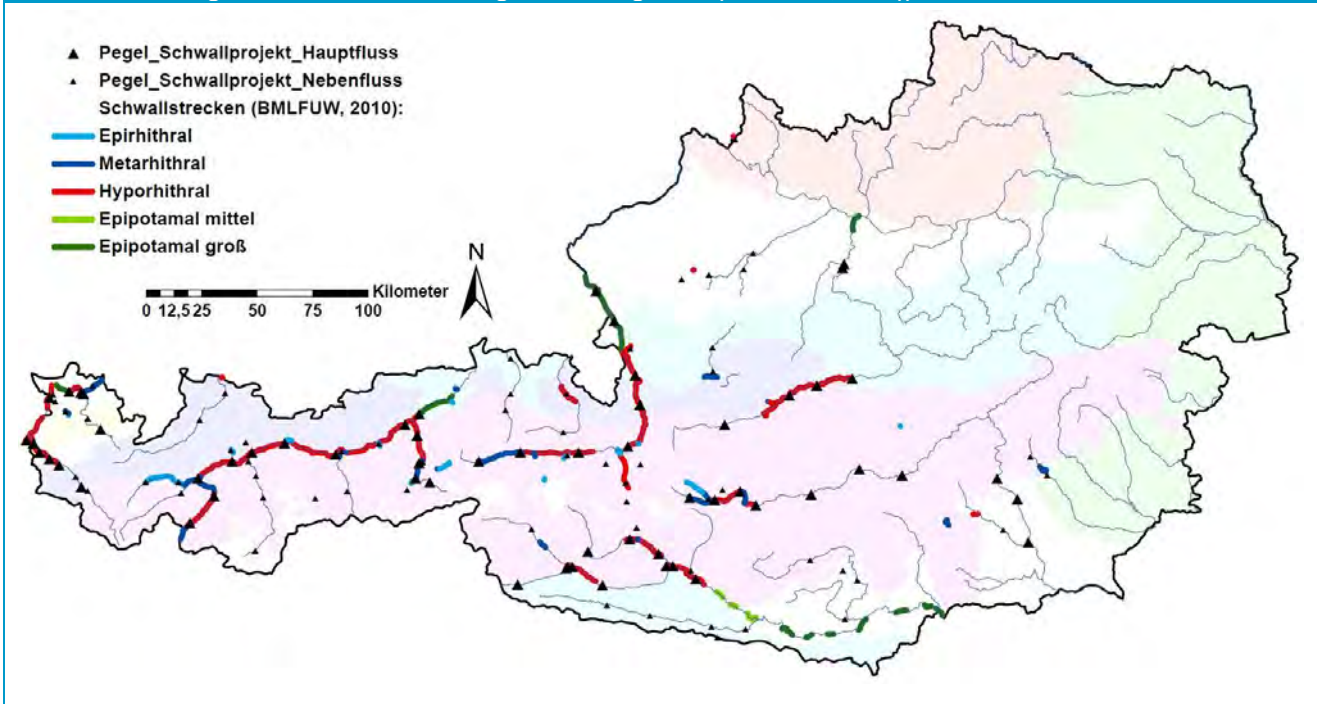 Pegel_Schwallprojekt_Hauptfluss
Pegel_Schwallprojekt_Nebenfluss
Schwallstrecken (BMLFUW, 2010):
Epirhithral
Metarhithral
Hyporhithral
Epipotamal mittel
Epipotamal groß
N
Kilometer
0 12,5 25 50 75 100